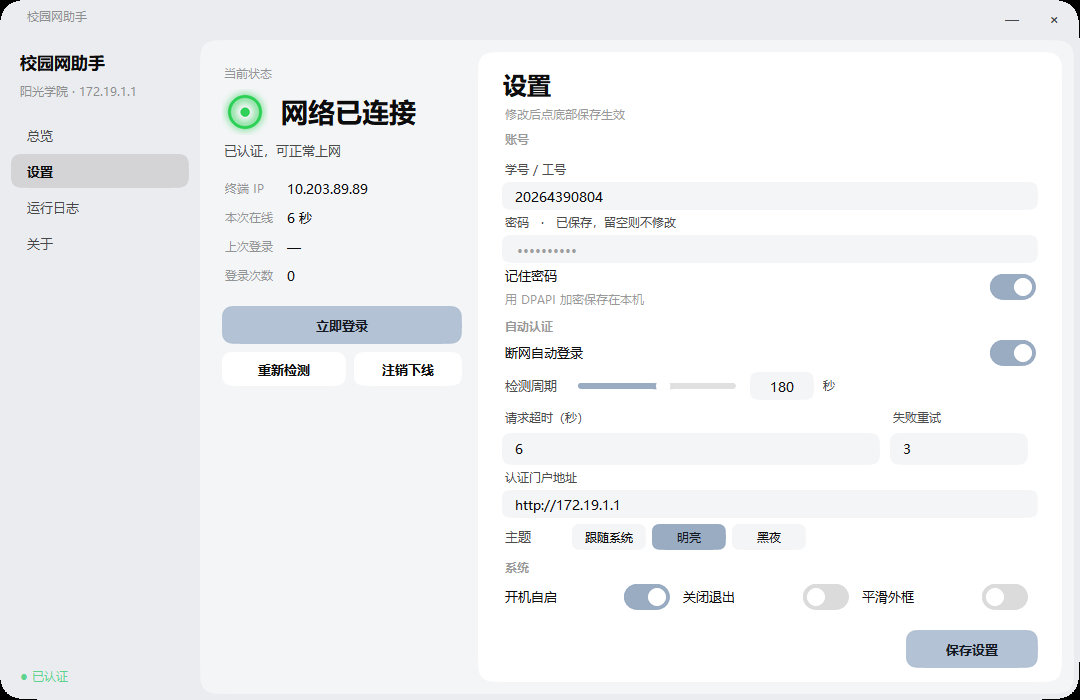 校园网助手
— ×
校园网助手
阳光学院 · 172.19.1.1
总览
设置
运行日志
关于
● 已认证
当前状态
网络已连接
已认证，可正常上网
终端 IP 10.203.89.89
本次在线 6 秒
上次登录 —
登录次数 0
立即登录
重新检测 注销下线
设置
修改后点底部保存生效
账号
学号 / 工号
20264390804
密码 · 已保存，留空则不修改
••••••••••
记住密码
用 DPAPI 加密保存在本机
自动认证
断网自动登录
检测周期 180 秒
请求超时（秒） 失败重试
6 3
认证门户地址
http://172.19.1.1
主题 跟随系统 明亮 黑夜
系统
开机自启 关闭退出 平滑外框
保存设置